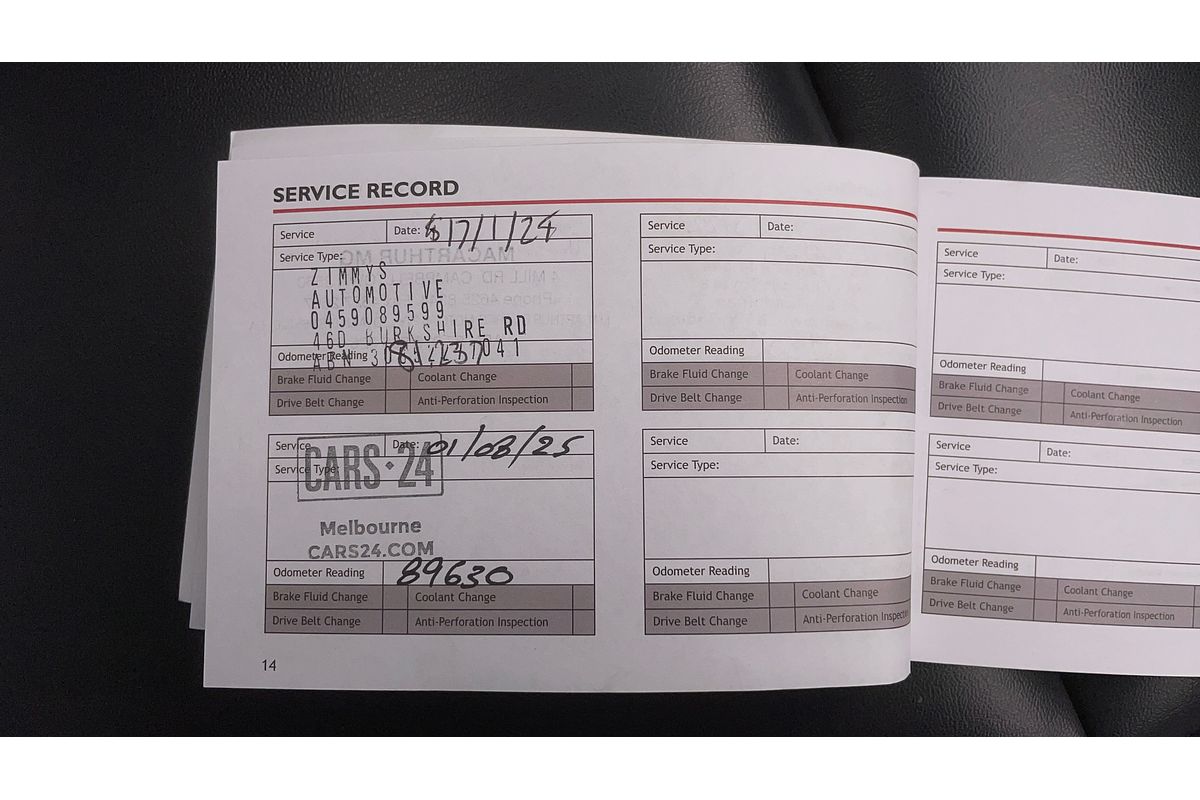 SERVICE RECORD
Service Date: 17/1/24
Service Type:
ZIMMYS
AUTOMOTIVE
0459089599
46D BURKSHIRE RD
ABN 30
Odometer Reading
Brake Fluid Change Coolant Change
Drive Belt Change Anti-Perforation Inspection
Service Date: 01/08/25
Service Type:
CARS·24
Melbourne
CARS24.COM
Odometer Reading 89630
Brake Fluid Change Coolant Change
Drive Belt Change Anti-Perforation Inspection
14
Service Date:
Service Type:
Odometer Reading
Brake Fluid Change Coolant Change
Drive Belt Change Anti-Perforation Inspection
Service Date:
Service Type:
Odometer Reading
Brake Fluid Change Coolant Change
Drive Belt Change Anti-Perforation Inspection
Service Date:
Service Type:
Odometer Reading
Brake Fluid Change Coolant Change
Drive Belt Change Anti-Perforation Inspection
Service Date:
Service Type:
Odometer Reading
Brake Fluid Change Coolant Change
Drive Belt Change Anti-Perforation Inspection